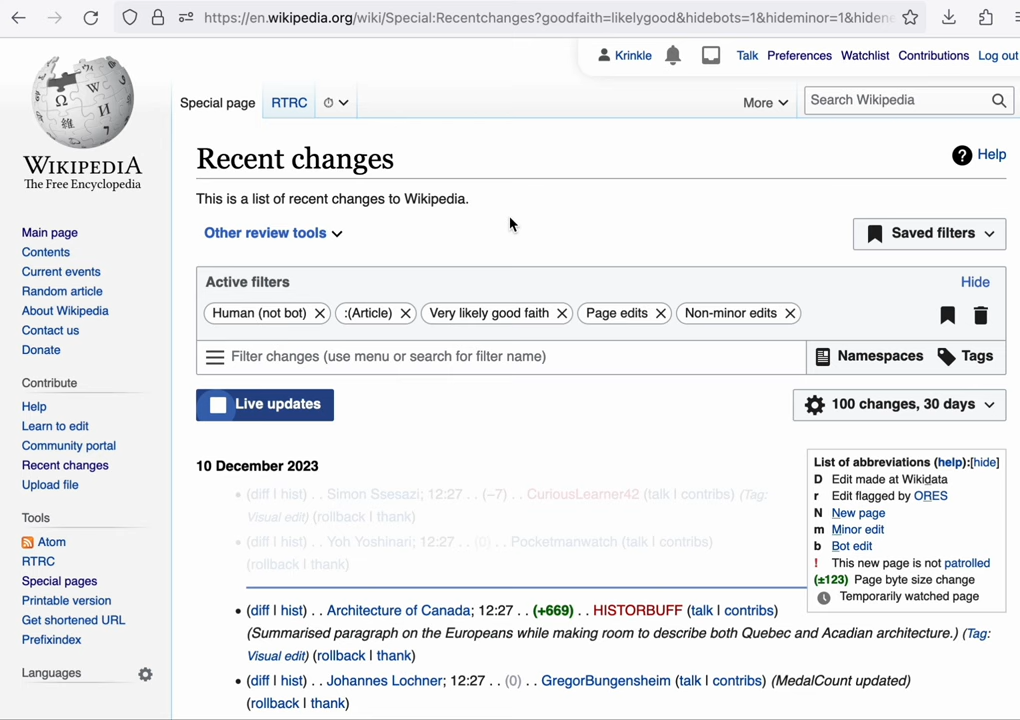 https://en.wikipedia.org/wiki/Special:Recentchanges?goodfaith=likelygood&hidebots=1&hideminor=1&hidene
Krinkle Talk Preferences Watchlist Contributions Log out
Special page RTRC More Search Wikipedia
WIKIPEDIA
The Free Encyclopedia
Main page
Contents
Current events
Random article
About Wikipedia
Contact us
Donate
Contribute
Help
Learn to edit
Community portal
Recent changes
Upload file
Tools
Atom
RTRC
Special pages
Printable version
Get shortened URL
Prefixindex
Languages
Recent changes
Help
This is a list of recent changes to Wikipedia.
Other review tools
Saved filters
Active filters
Hide
Human (not bot) :(Article) Very likely good faith Page edits Non-minor edits
Filter changes (use menu or search for filter name)
Namespaces Tags
Live updates
100 changes, 30 days
10 December 2023
List of abbreviations (help):[hide]
D Edit made at Wikidata
r Edit flagged by ORES
N New page
m Minor edit
b Bot edit
! This new page is not patrolled
(±123) Page byte size change
Temporarily watched page
• (diff | hist) . . Simon Ssesazi; 12:27 . . (−7) . . CuriousLearner42 (talk | contribs) (Tag:
Visual edit) (rollback | thank)
• (diff | hist) . . Yoh Yoshinari; 12:27 . . (0) . . Pocketmanwatch (talk | contribs)
(rollback | thank)
• (diff | hist) . . Architecture of Canada; 12:27 . . (+669) . . HISTORBUFF (talk | contribs)
(Summarised paragraph on the Europeans while making room to describe both Quebec and Acadian architecture.) (Tag:
Visual edit) (rollback | thank)
• (diff | hist) . . Johannes Lochner; 12:27 . . (0) . . GregorBungensheim (talk | contribs) (MedalCount updated)
(rollback | thank)